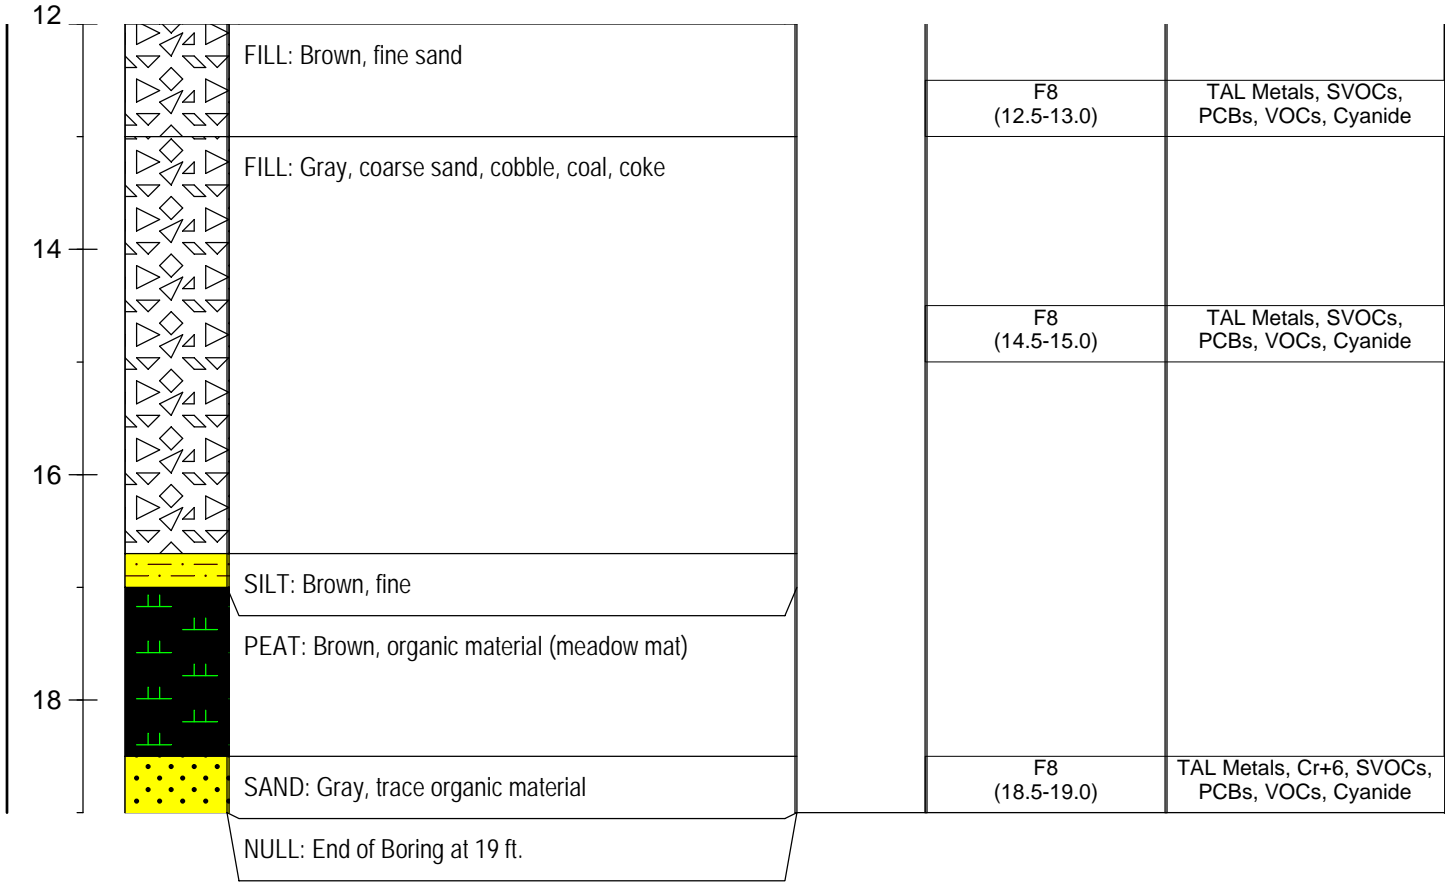 12
FILL: Brown, fine sand
F8
(12.5-13.0)
TAL Metals, SVOCs,
PCBs, VOCs, Cyanide
FILL: Gray, coarse sand, cobble, coal, coke
14
F8
(14.5-15.0)
TAL Metals, SVOCs,
PCBs, VOCs, Cyanide
16
SILT: Brown, fine
PEAT: Brown, organic material (meadow mat)
18
F8
(18.5-19.0)
TAL Metals, Cr+6, SVOCs,
PCBs, VOCs, Cyanide
SAND: Gray, trace organic material
NULL: End of Boring at 19 ft.